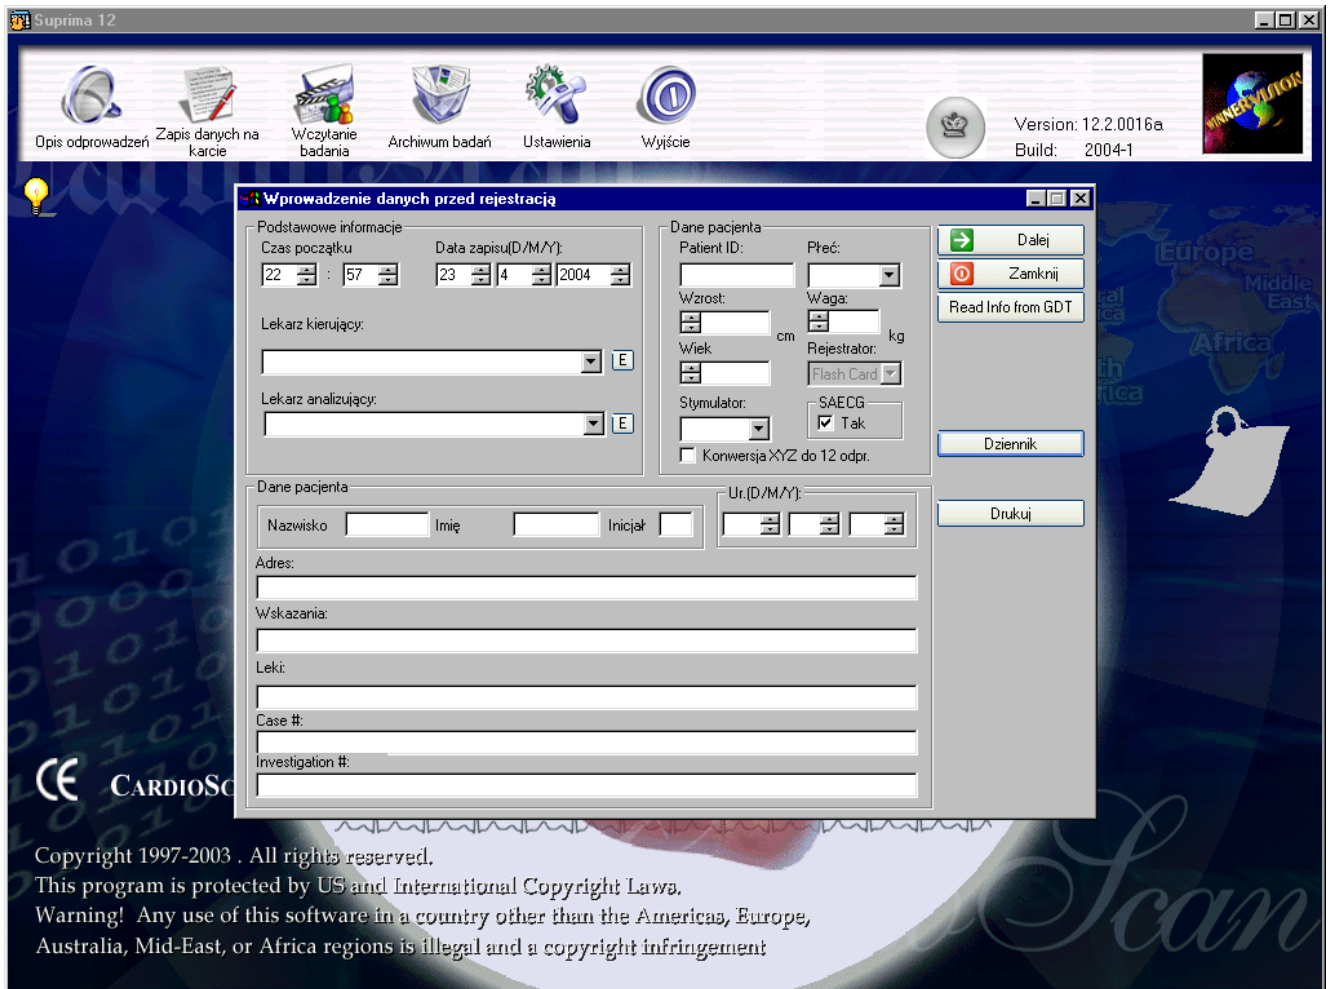 Suprima 12
Opis odprowadzeń
Zapis danych na
karcie
Wczytanie
badania
Archiwum badań
Ustawienia
Wyjście
Version: 12.2.0016a
Build: 2004-1
WINNERVISION
Wprowadzenie danych przed rejestracją
Podstawowe informacje
Czas początku
Data zapisu(D/M/Y):
22 : 57
23 4 2004
Lekarz kierujący:
E
Lekarz analizujący:
E
Dane pacjenta
Patient ID:
Płeć:
Wzrost:
Waga:
cm
kg
Wiek
Rejestrator:
Flash Card
Stymulator:
SAECG
Tak
Konwersja XYZ do 12 odpr.
Dalej
Zamknij
Read Info from GDT
Dziennik
Drukuj
Dane pacjenta
Ur.(D/M/Y):
Nazwisko
Imię
Inicjał
Adres:
Wskazania:
Leki:
Case #:
Investigation #:
Europe
Middle
East
Africa
CE
CARDIOSC
Scan
Copyright 1997-2003 . All rights reserved.
This program is protected by US and International Copyright Laws.
Warning! Any use of this software in a country other than the Americas, Europe,
Australia, Mid-East, or Africa regions is illegal and a copyright infringement